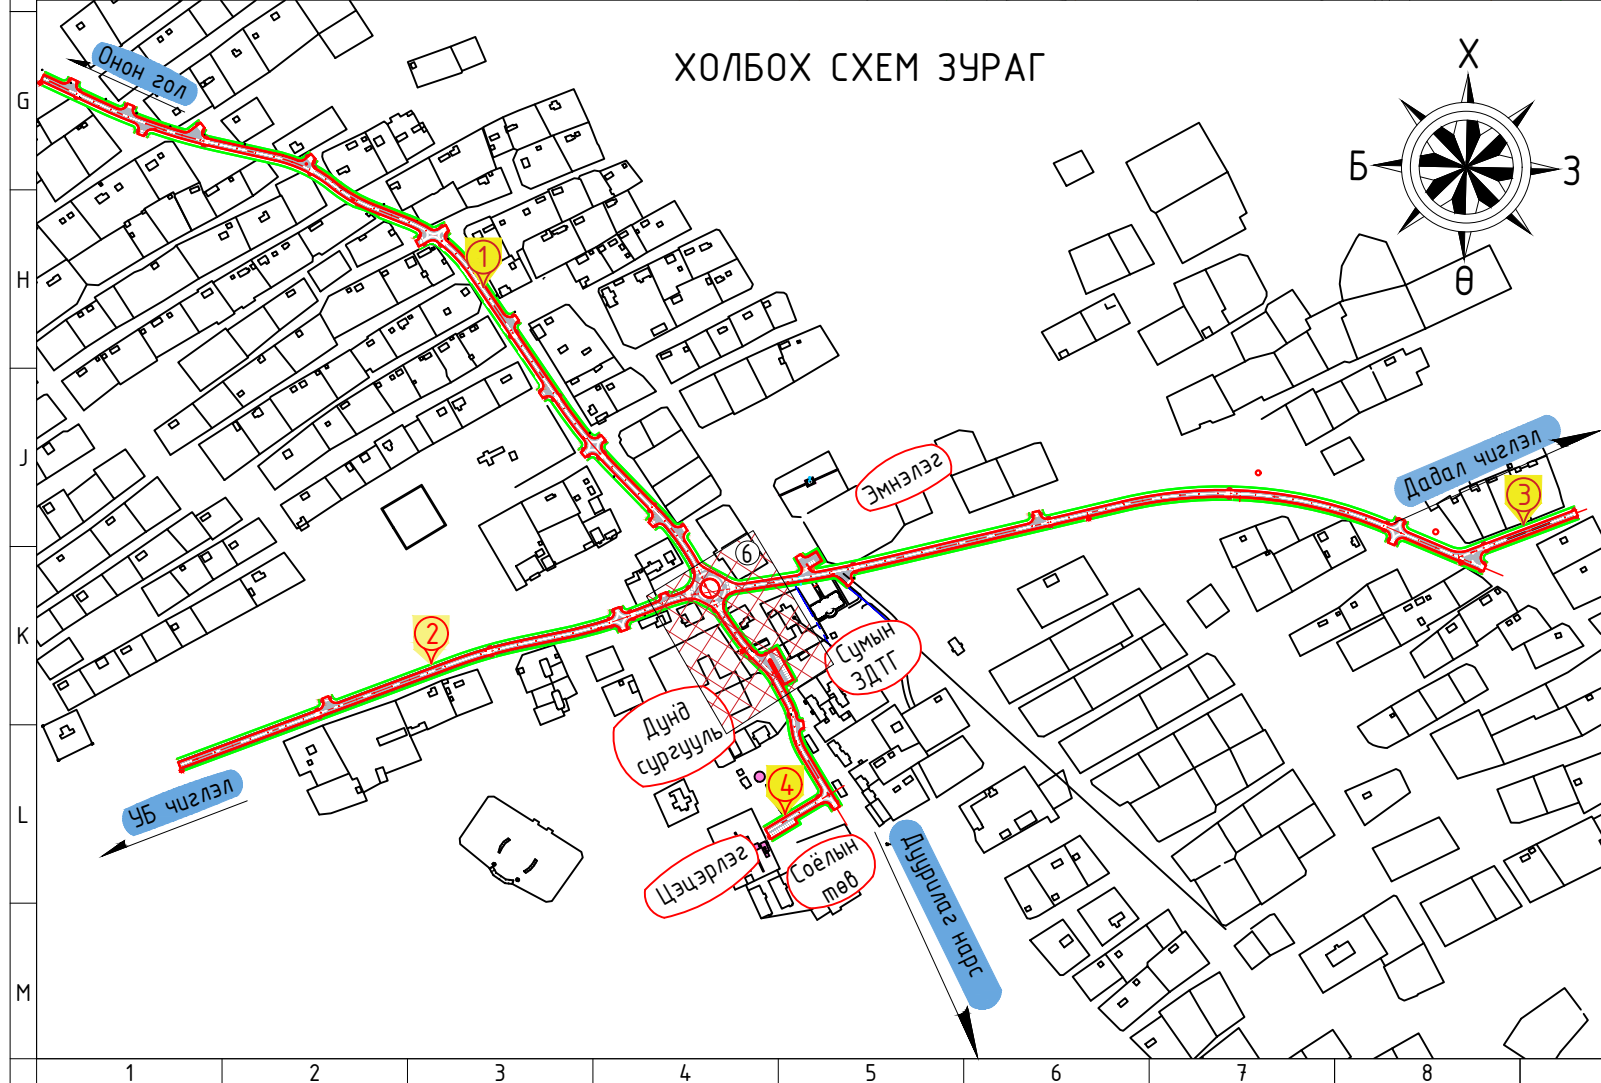 ХОЛБОХ СХЕМ ЗУРАГ
Х
Б
З
Ө
Онон гол
G
H
J
K
L
M
1
Эмнэлэг
Дадал чиглэл
3
6
2
Сумын
ЗДТГ
Дунд
сургууль
УБ чиглэл
4
Цэцэрлэг
Соёлын
төв
Дуурлиг нарс
1
2
3
4
5
6
7
8